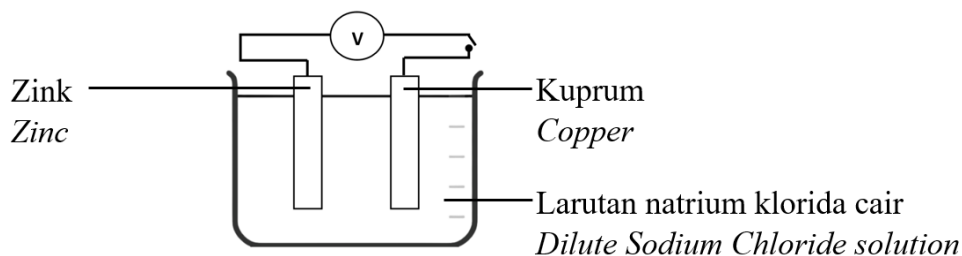 V
Zink
Zinc
Kuprum
Copper
Larutan natrium klorida cair
Dilute Sodium Chloride solution